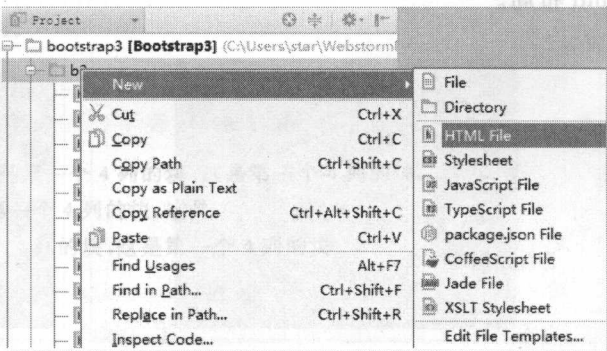 Project
bootstrap3 [Bootstrap3] (C:\Users\star\Webstorm
New
Cut Ctrl+X
Copy Ctrl+C
Copy Path Ctrl+Shift+C
Copy as Plain Text
Copy Reference Ctrl+Alt+Shift+C
Paste Ctrl+V
Find Usages Alt+F7
Find in Path... Ctrl+Shift+F
Replace in Path... Ctrl+Shift+R
Inspect Code...
File
Directory
HTML File
Stylesheet
JavaScript File
TypeScript File
package.json File
CoffeeScript File
Jade File
XSLT Stylesheet
Edit File Templates...